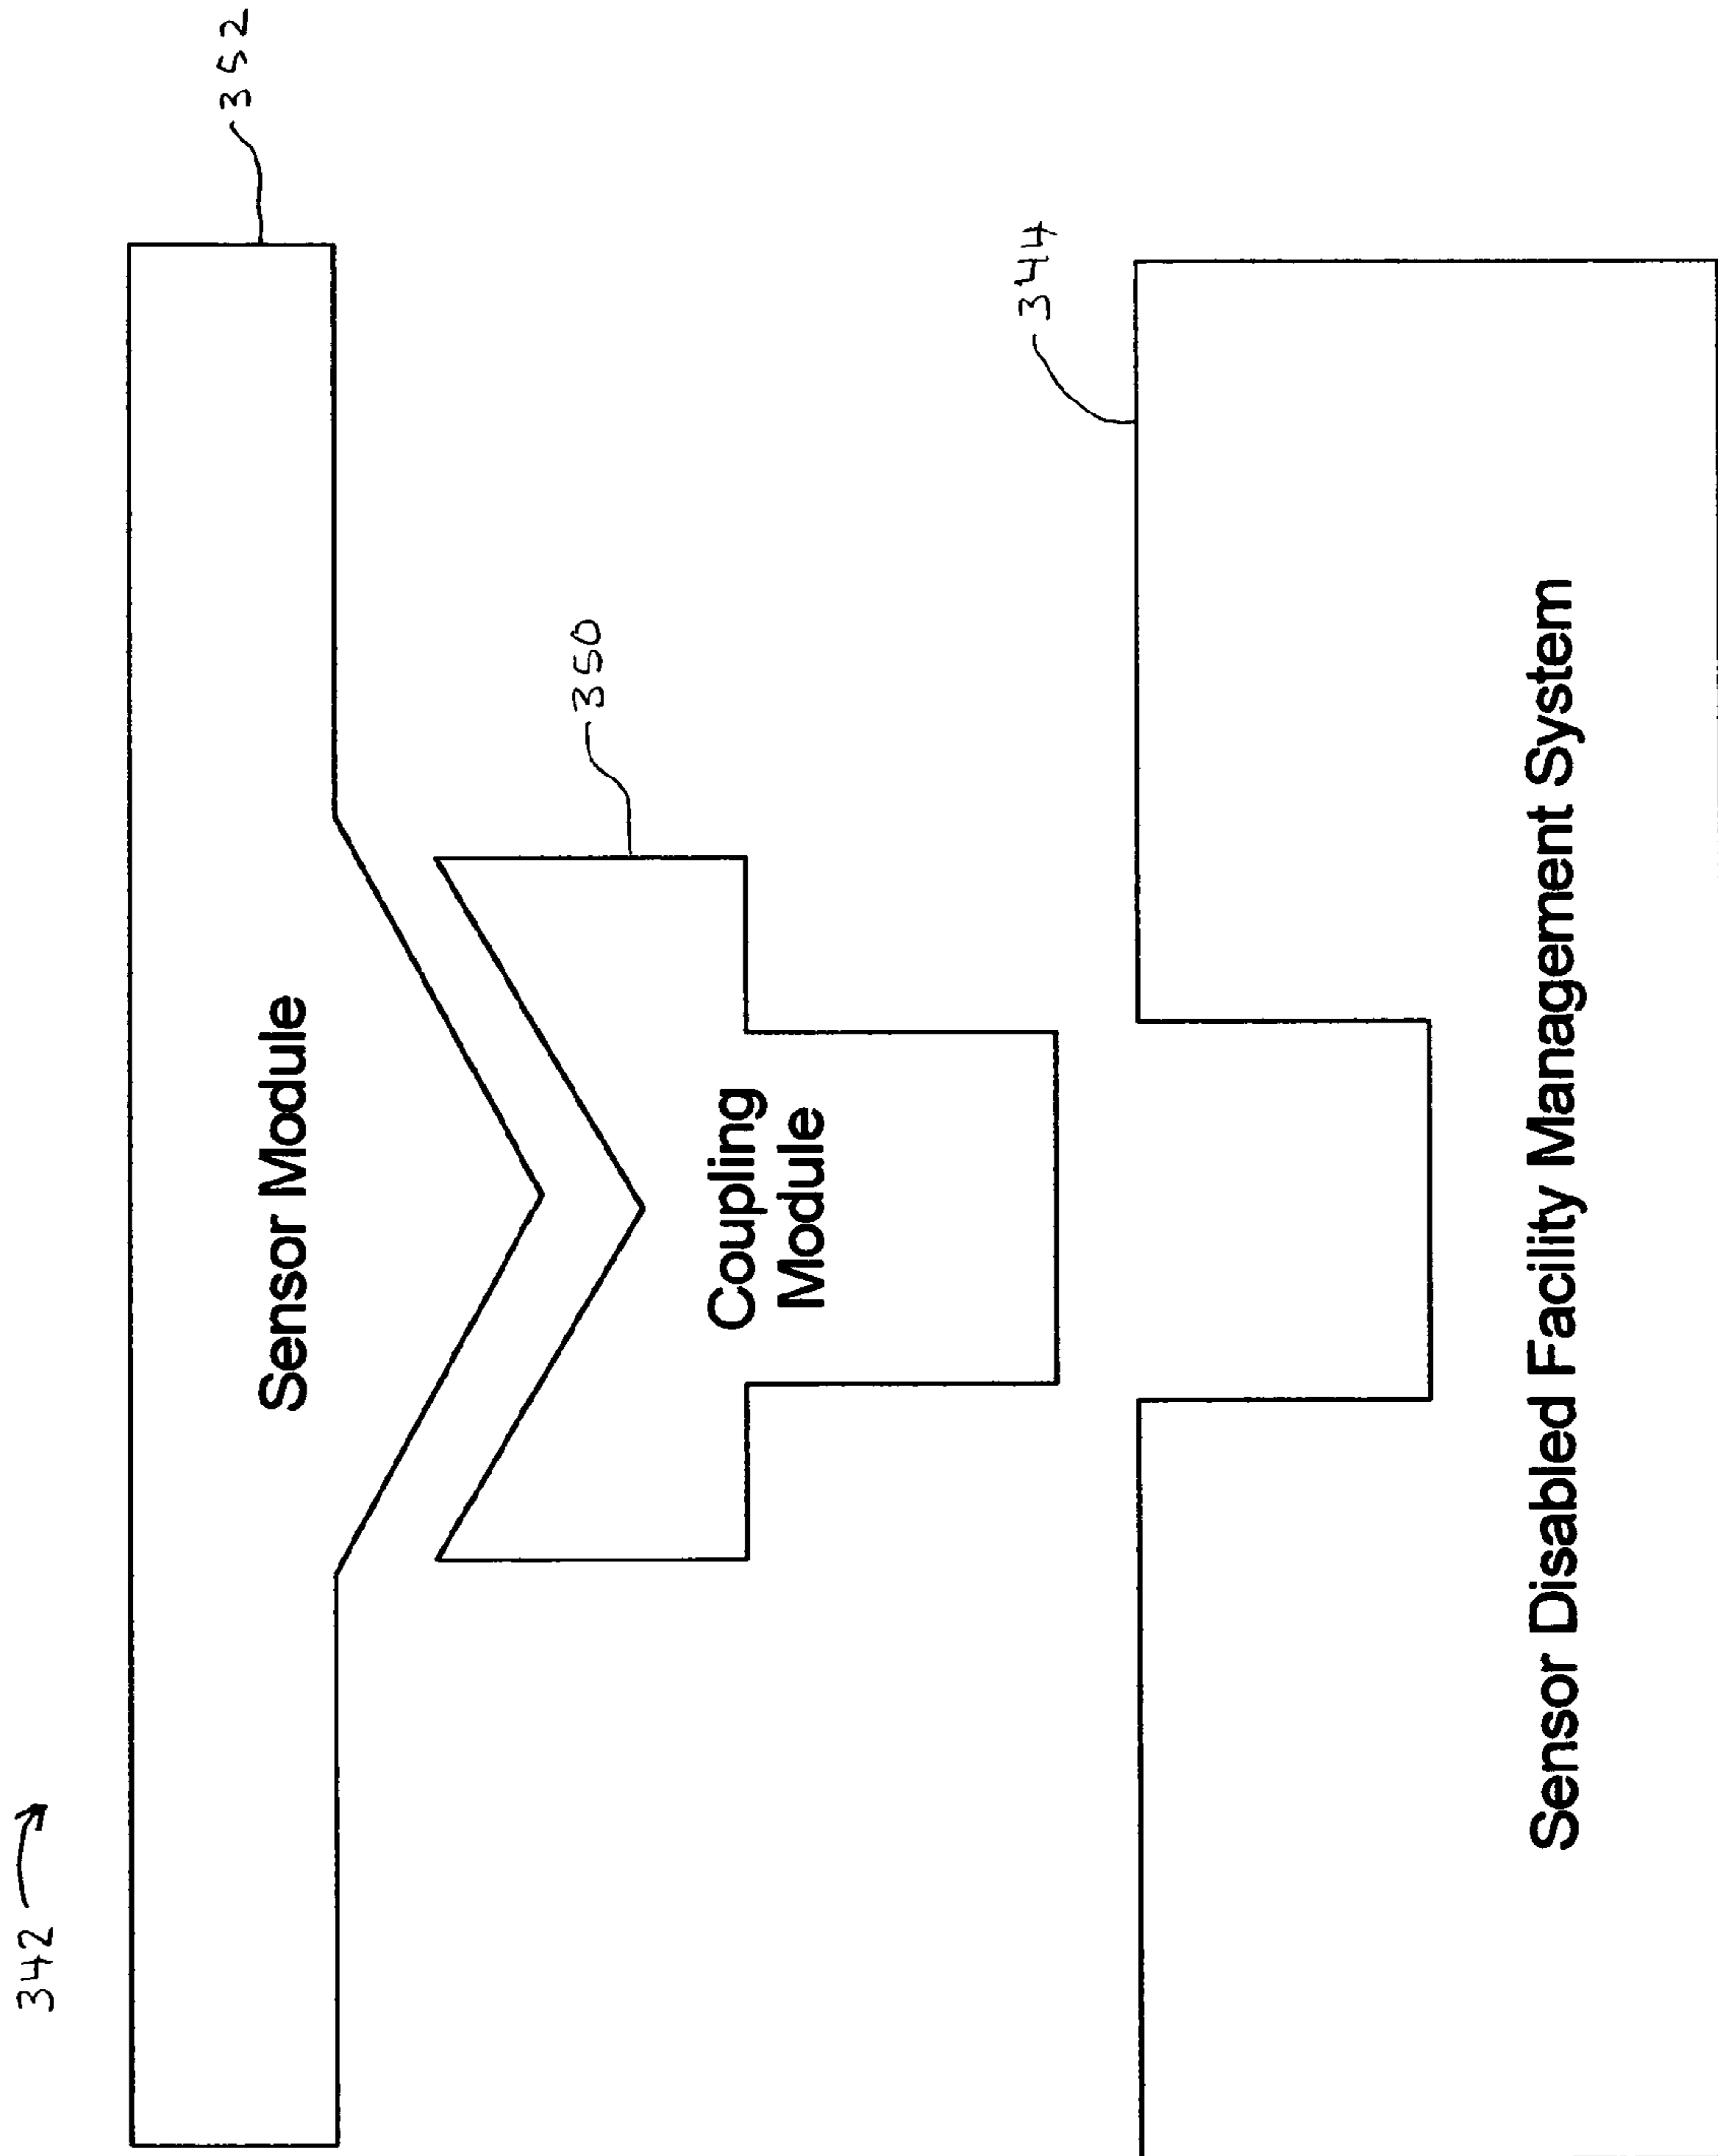 342
Sensor Module
352
350
Coupling
Module
344
Sensor Disabled Facility Management System